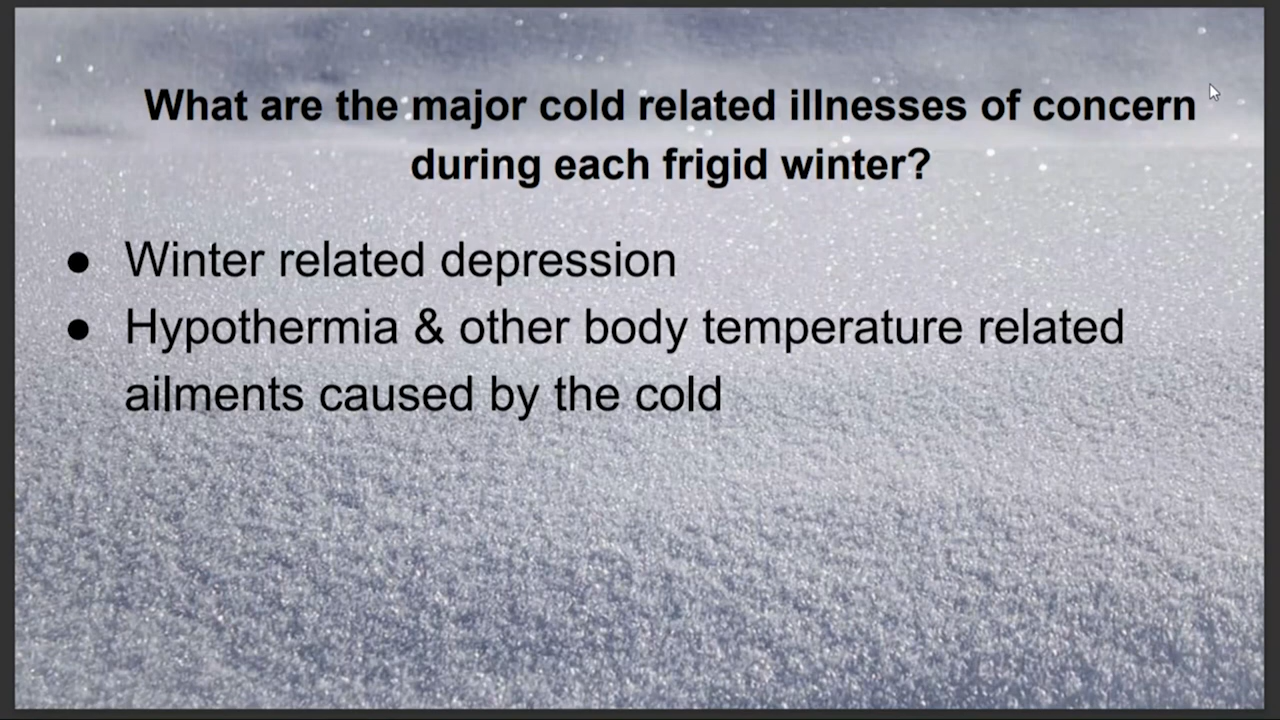 What are the major cold related illnesses of concern
during each frigid winter?
● Winter related depression
● Hypothermia & other body temperature related
ailments caused by the cold